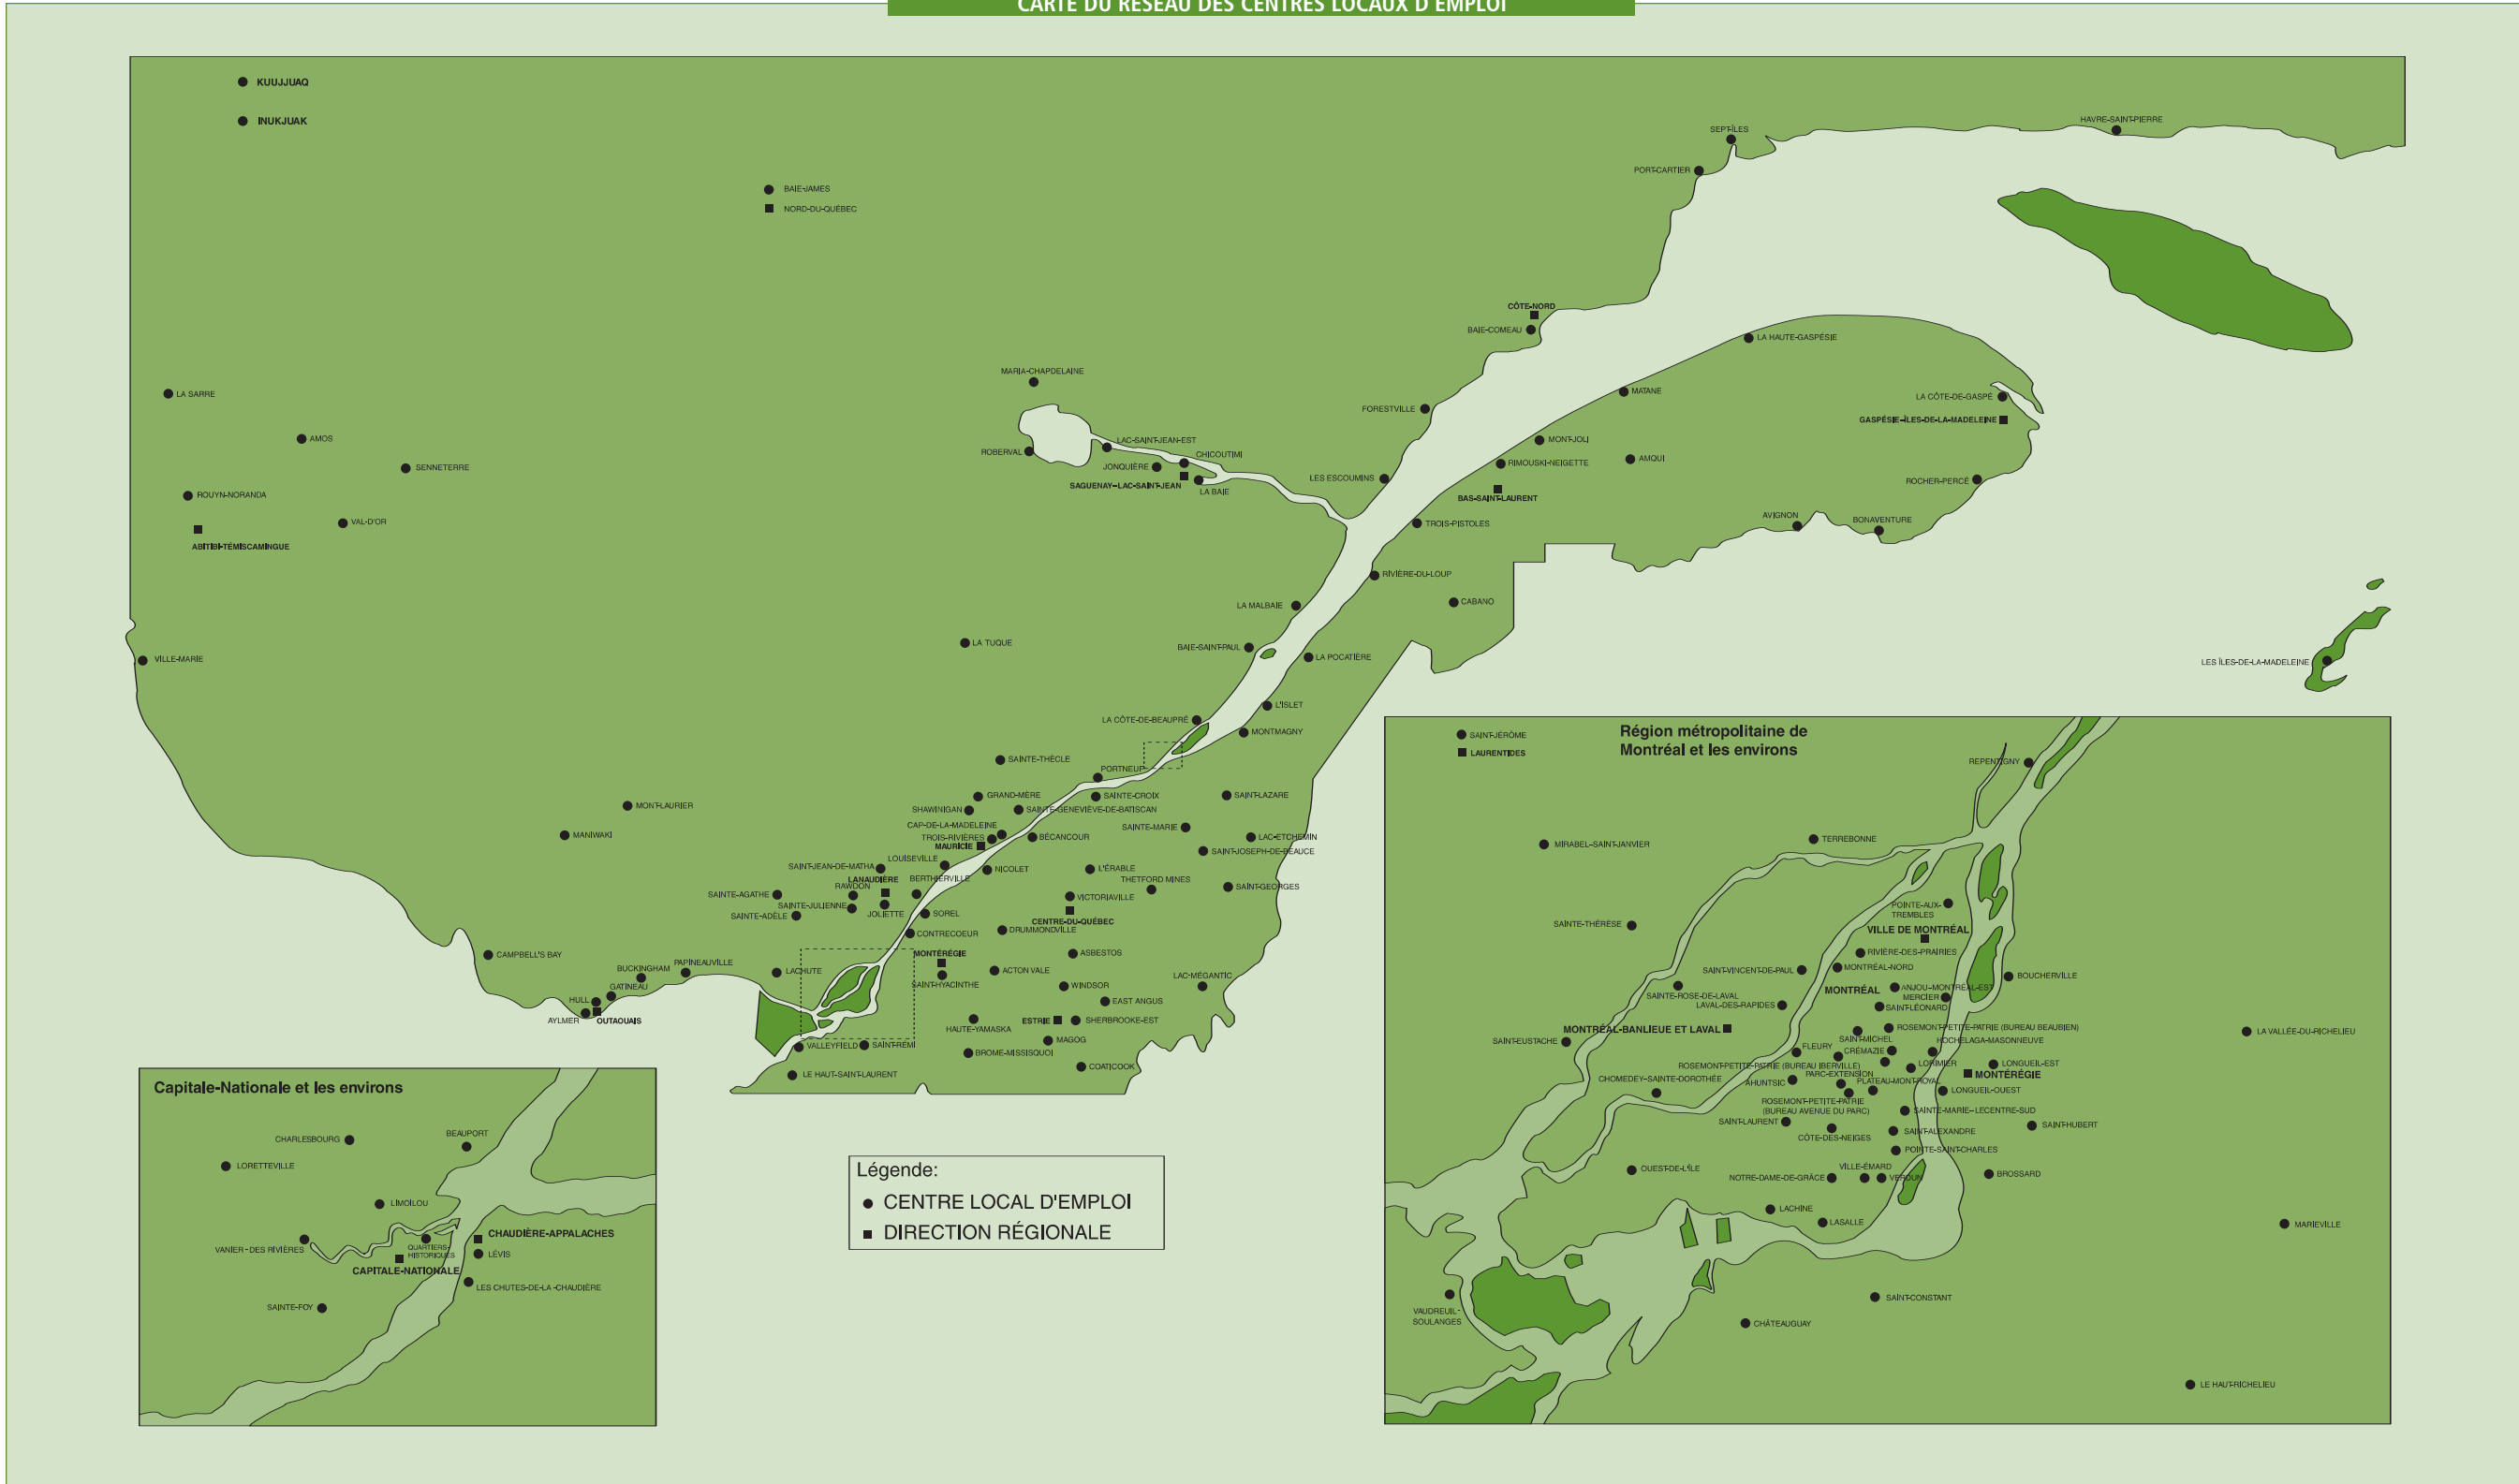 CARTE DU RÉSEAU DES CENTRES LOCAUX D'EMPLOI
KUUJJUAQ
INUKJUAK
BAIE-JAMES
NORD-DU-QUÉBEC
SEPT-ÎLES
HAVRE-SAINT-PIERRE
PORT-CARTIER
CÔTE-NORD
BAIE-COMEAU
LA HAUTE-GASPÉSIE
MARIA-CHAPDELAINE
LA SARRE
MATANE
LA CÔTE-DE-GASPÉ
FORESTVILLE
GASPÉSIE–ÎLES-DE-LA-MADELEINE
AMOS
LAC-SAINT-JEAN-EST
MONT-JOLI
ROBERVAL
CHICOUTIMI
SENNETERRE
JONQUIÈRE
RIMOUSKI-NEIGETTE
AMQUI
SAGUENAY–LAC-SAINT-JEAN
LA BAIE
LES ESCOUMINS
ROCHER-PERCÉ
ROUYN-NORANDA
BAS-SAINT-LAURENT
VAL-D'OR
TROIS-PISTOLES
AVIGNON
BONAVENTURE
ABITIBI-TÉMISCAMINGUE
RIVIÈRE-DU-LOUP
LA MALBAIE
CABANO
LA TUQUE
BAIE-SAINT-PAUL
VILLE-MARIE
LA POCATIÈRE
LES ÎLES-DE-LA-MADELEINE
L'ISLET
LA CÔTE-DE-BEAUPRÉ
MONTMAGNY
SAINTE-THÈCLE
PORTNEUF
GRAND-MÈRE
SAINTE-CROIX
SAINT-LAZARE
MONT-LAURIER
SHAWINIGAN
SAINTE-GENEVIÈVE-DE-BATISCAN
CAP-DE-LA-MADELEINE
SAINTE-MARIE
MANIWAKI
TROIS-RIVIÈRES
BÉCANCOUR
LAC-ETCHEMIN
MAURICIE
SAINT-JOSEPH-DE-BEAUCE
LOUISEVILLE
SAINT-JEAN-DE-MATHA
NICOLET
L'ÉRABLE
LANAUDIÈRE
BERTHIERVILLE
THETFORD MINES
RAWDON
SAINT-GEORGES
SAINTE-AGATHE
VICTORIAVILLE
SAINTE-JULIENNE
SAINTE-ADÈLE
JOLIETTE
SOREL
CENTRE-DU-QUÉBEC
CONTRECOEUR
DRUMMONDVILLE
MONTÉRÉGIE
ASBESTOS
CAMPBELL'S BAY
PAPINEAUVILLE
BUCKINGHAM
LACHUTE
ACTON VALE
LAC-MÉGANTIC
SAINT-HYACINTHE
WINDSOR
GATINEAU
HULL
EAST ANGUS
AYLMER
OUTAOUAIS
HAUTE-YAMASKA
ESTRIE
SHERBROOKE-EST
VALLEYFIELD
SAINT-RÉMI
MAGOG
BROME-MISSISQUOI
COATICOOK
LE HAUT-SAINT-LAURENT
Capitale-Nationale et les environs
BEAUPORT
CHARLESBOURG
LORETTEVILLE
LIMOILOU
CHAUDIÈRE-APPALACHES
VANIER - DES RIVIÈRES
QUARTIERS-
HISTORIQUES
LÉVIS
CAPITALE-NATIONALE
LES CHUTES-DE-LA -CHAUDIÈRE
SAINTE-FOY
Légende:
CENTRE LOCAL D'EMPLOI
DIRECTION RÉGIONALE
Région métropolitaine de
Montréal et les environs
SAINT-JÉRÔME
LAURENTIDES
REPENTIGNY
TERREBONNE
MIRABEL-SAINT-JANVIER
POINTE-AUX-
TREMBLES
SAINTE-THÉRÈSE
VILLE DE MONTRÉAL
RIVIÈRE-DES-PRAIRIES
MONTRÉAL-NORD
SAINT-VINCENT-DE-PAUL
BOUCHERVILLE
SAINTE-ROSE-DE-LAVAL
MONTRÉAL
ANJOU-MONTRÉAL-EST
MERCIER
LAVAL-DES-RAPIDES
SAINT-LÉONARD
MONTRÉAL-BANLIEUE ET LAVAL
ROSEMONT-PETITE-PATRIE (BUREAU BEAUBIEN)
LA VALLÉE-DU-RICHELIEU
SAINT-EUSTACHE
SAINT-MICHEL
HOCHELAGA-MASONNEUVE
FLEURY
CRÉMAZIE
ROSEMONT-PETITE-PATRIE (BUREAU IBERVILLE)
LORIMIER
LONGUEUIL-EST
PARC-EXTENSION
MONTÉRÉGIE
CHOMEDEY-SAINTE-DOROTHÉE
AHUNTSIC
PLATEAU-MONT-ROYAL
LONGUEUIL-OUEST
ROSEMONT-PETITE-PATRIE
(BUREAU AVENUE DU PARC)
SAINTE-MARIE–LECENTRE-SUD
SAINT-LAURENT
CÔTE-DES-NEIGES
SAINT-ALEXANDRE
SAINT-HUBERT
POINTE-SAINT-CHARLES
OUEST-DE-L'ÎLE
VILLE-ÉMARD
NOTRE-DAME-DE-GRÂCE
VERDUN
BROSSARD
LACHINE
LASALLE
MARIEVILLE
SAINT-CONSTANT
VAUDREUIL-
SOULANGES
CHÂTEAUGUAY
LE HAUT-RICHELIEU